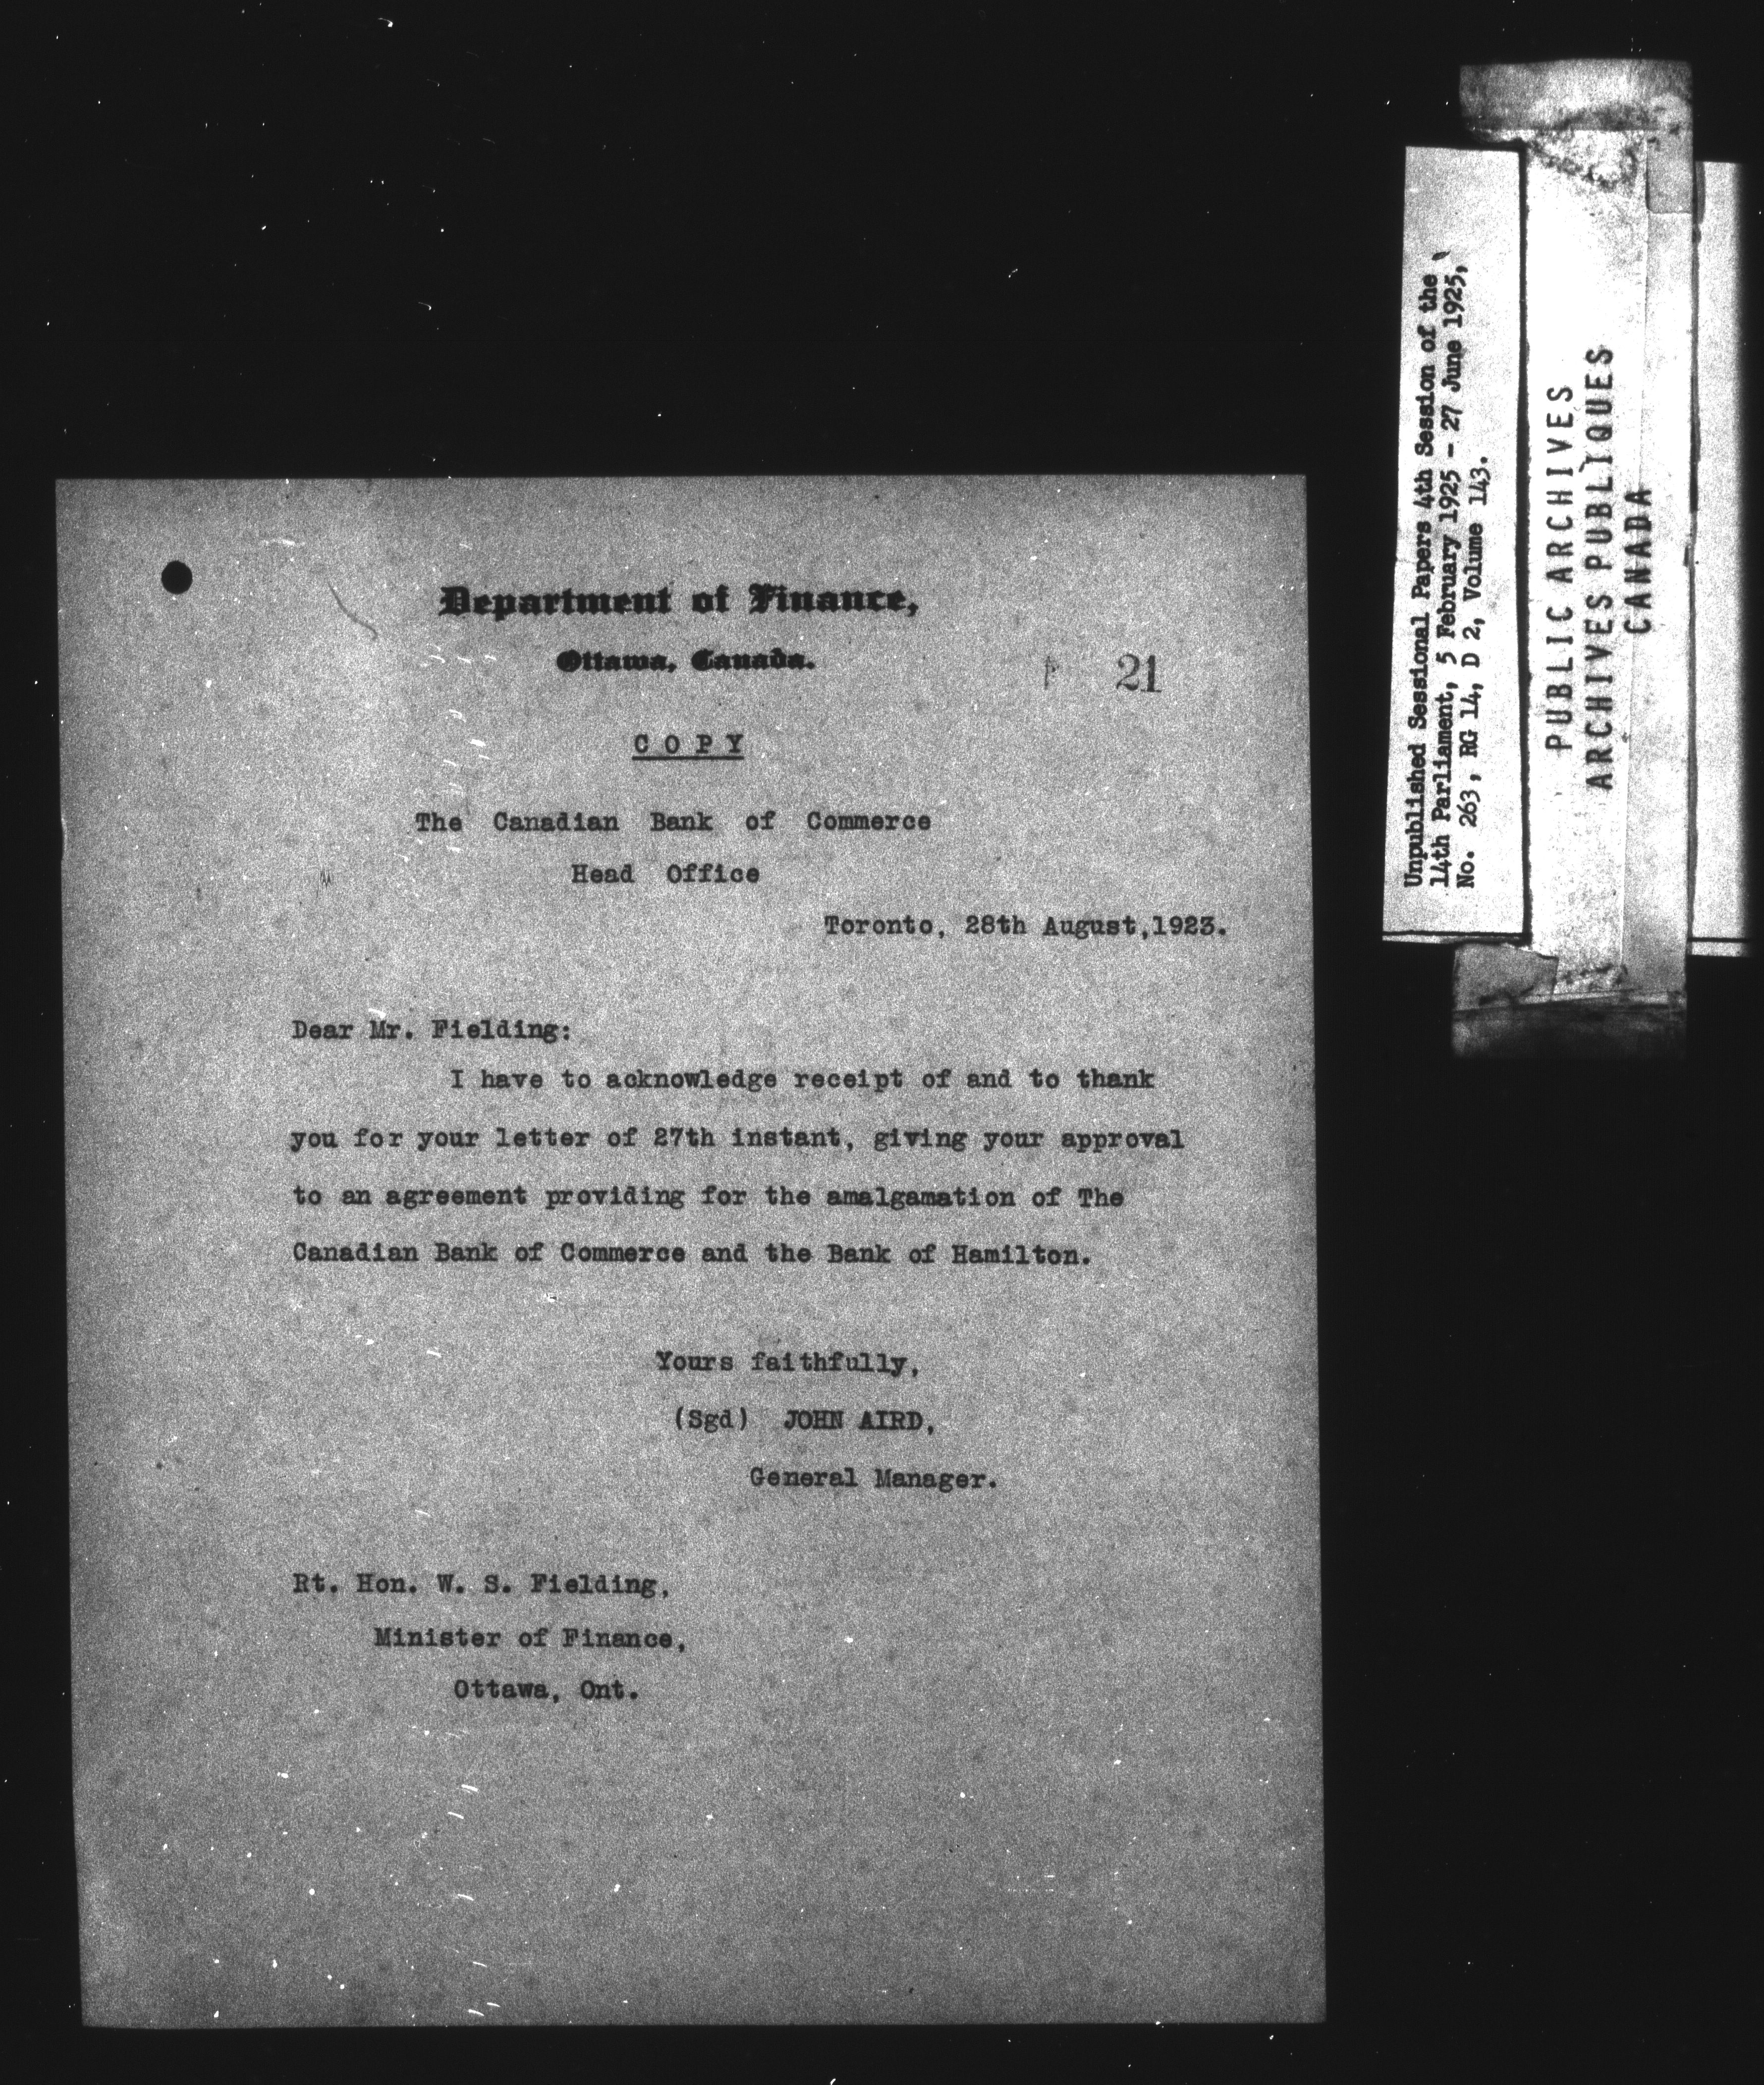 Department of Finance,
Ottawa, Canada.
21
COPY
The Canadian Bank of Commerce
Head Office
Toronto, 28th August,1923.
Dear Mr. Fielding:
I have to acknowledge receipt of and to thank
you for your letter of 27th instant, giving your approval
to an agreement providing for the amalgamation of The
Canadian Bank of Commerce and the Bank of Hamilton.
Yours faithfully,
(Sgd) JOHN AIRD,
General Manager.
Rt. Hon. W. S. Fielding,
Minister of Finance,
Ottawa, Ont.
Unpublished Sessional Papers 4th Session of the
14th Parliament, 5 February 1925 - 27 June 1925,
No. 263, RG 14, D 2, Volume 143.
PUBLIC ARCHIVES
ARCHIVES PUBLIQUES
CANADA